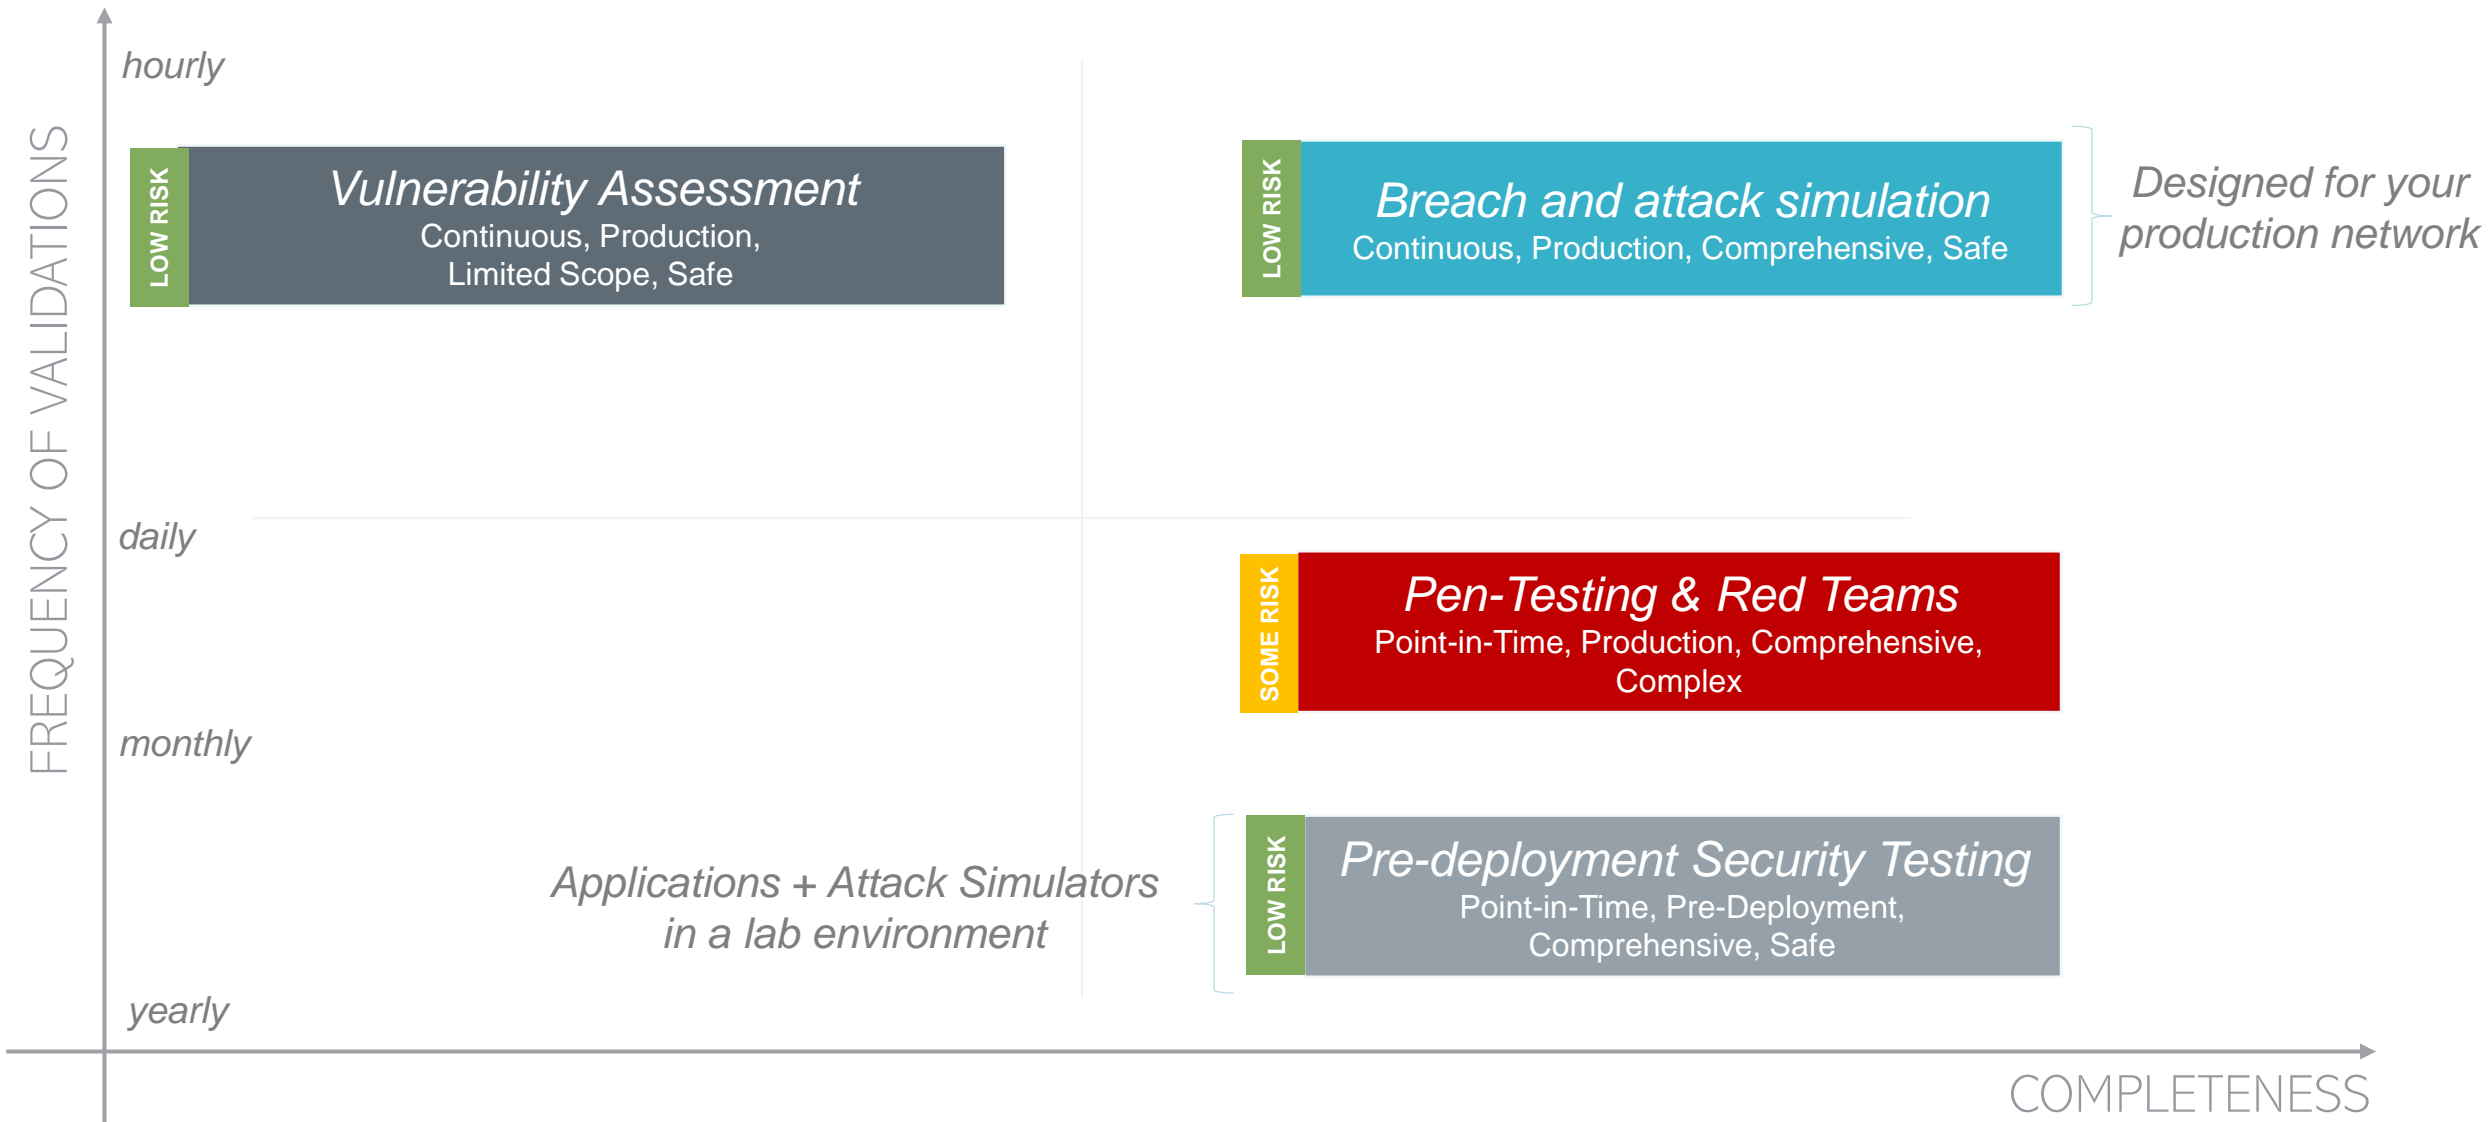 FREQUENCY OF VALIDATIONS
hourly
LOW RISK
Vulnerability Assessment
Continuous, Production,
Limited Scope, Safe
LOW RISK
Breach and attack simulation
Continuous, Production, Comprehensive, Safe
Designed for your
production network
daily
SOME RISK
Pen-Testing & Red Teams
Point-in-Time, Production, Comprehensive,
Complex
monthly
Applications + Attack Simulators
in a lab environment
LOW RISK
Pre-deployment Security Testing
Point-in-Time, Pre-Deployment,
Comprehensive, Safe
yearly
COMPLETENESS